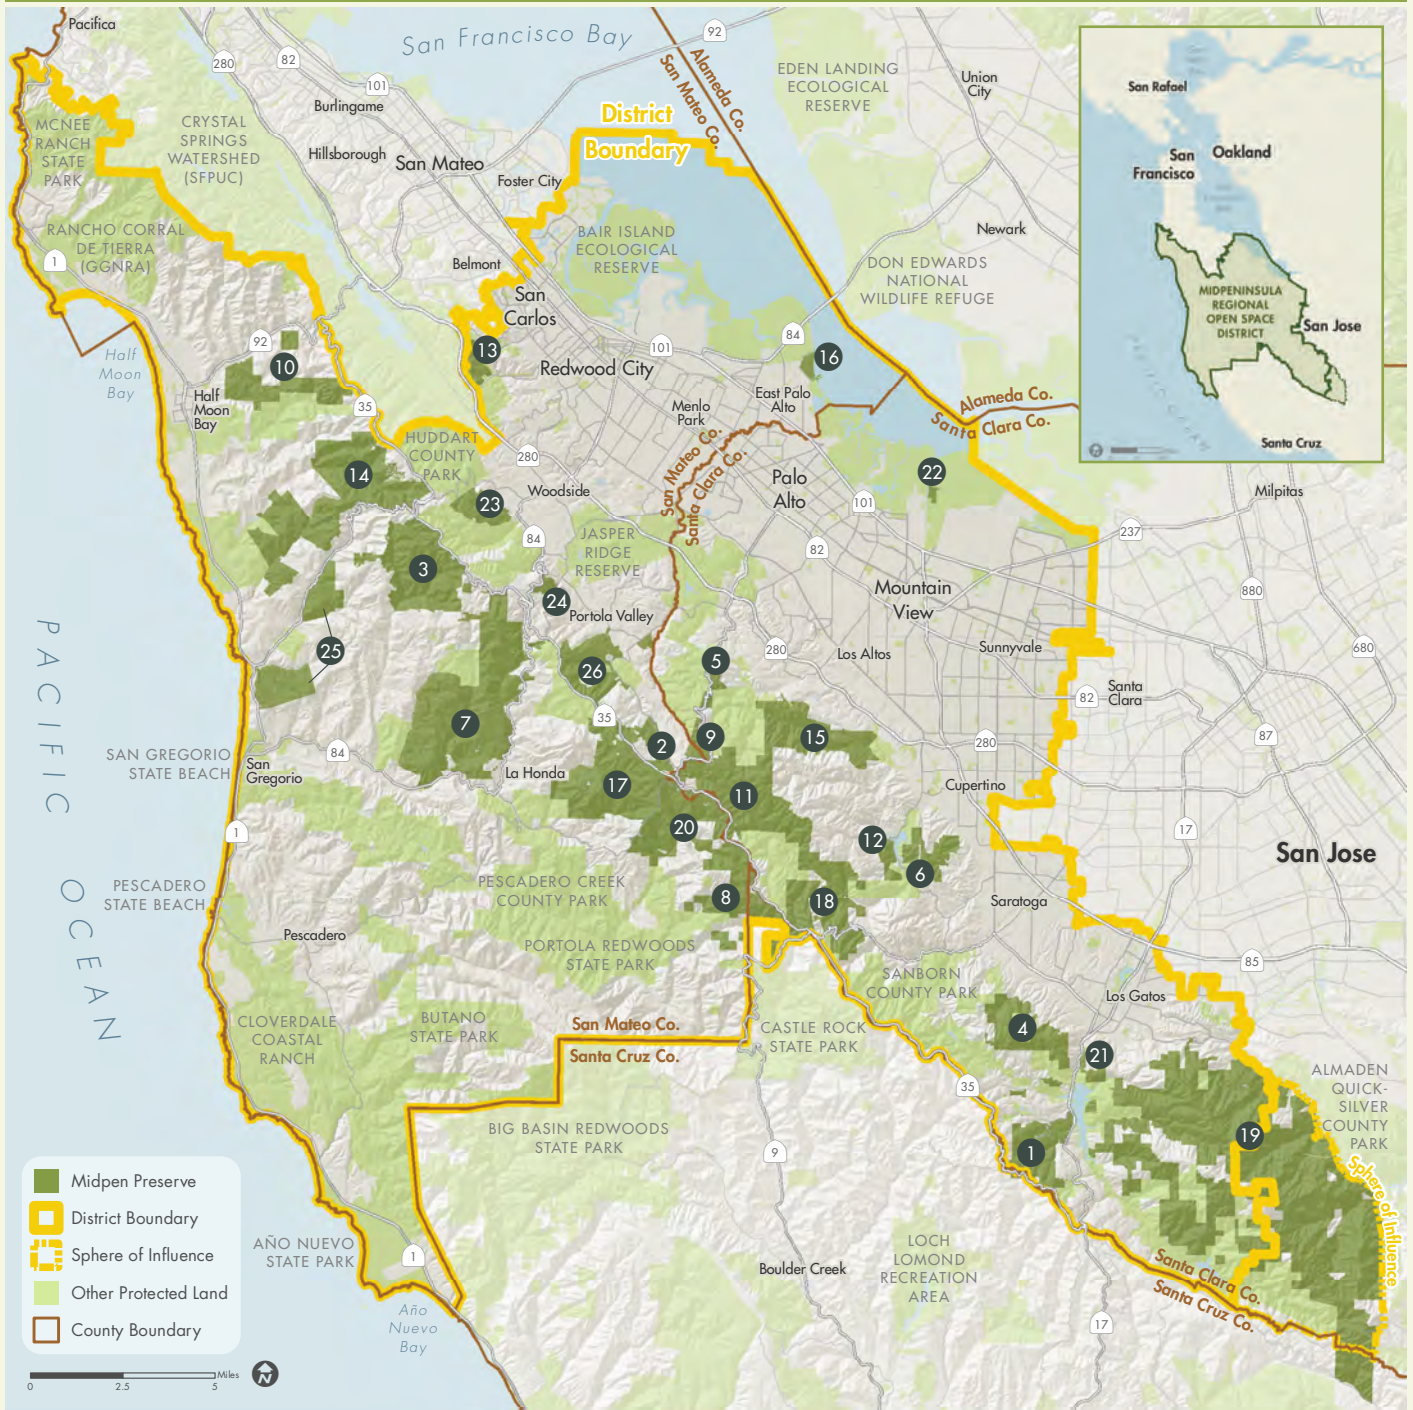 Pacifica
San Francisco Bay
92
280
82
101
Burlingame
Hillsborough
San Mateo
Foster City
Belmont
San
Carlos
Redwood City
MCNEE
RANCH
STATE
PARK
CRYSTAL
SPRINGS
WATERSHED
(SFPUC)
RANCHO CORRAL
DE TIERRA
(GGNRA)
1
District
Boundary
Alameda Co.
San Mateo Co.
EDEN LANDING
ECOLOGICAL
RESERVE
Union
City
BAIR ISLAND
ECOLOGICAL
RESERVE
Newark
DON EDWARDS
NATIONAL
WILDLIFE REFUGE
San Rafael
San
Francisco
Oakland
MIDPENINSULA
REGIONAL
OPEN SPACE
DISTRICT
San Jose
PACIFIC OCEAN
Santa Cruz
N
Half
Moon
Bay
92
10
13
101
84
16
Half
Moon
Bay
35
Menlo
Park
East Palo
Alto
Alameda Co.
Santa Clara Co.
HUDDART
COUNTY
PARK
280
San Mateo Co.
Santa Clara Co.
14
23
Woodside
Palo
Alto
22
101
Milpitas
237
84
JASPER
RIDGE
RESERVE
82
3
24
Portola Valley
Mountain
View
880
25
26
5
280
Los Altos
Sunnyvale
680
PACIFIC
OCEAN
7
35
2
9
15
82
Santa
Clara
87
280
SAN GREGORIO
STATE BEACH
San
Gregorio
84
La Honda
17
11
Cupertino
1
20
12
17
San Jose
PESCADERO
STATE BEACH
PESCADERO CREEK
COUNTY PARK
8
18
6
Saratoga
Pescadero
PORTOLA REDWOODS
STATE PARK
85
SANBORN
COUNTY PARK
Los Gatos
CLOVERDALE
COASTAL
RANCH
BUTANO
STATE PARK
San Mateo Co.
Santa Cruz Co.
CASTLE ROCK
STATE PARK
4
21
35
ALMADEN
QUICK-
SILVER
COUNTY
PARK
BIG BASIN REDWOODS
STATE PARK
9
1
19
Sphere of Influence
Midpen Preserve
District Boundary
Sphere of Influence
Other Protected Land
County Boundary
AÑO NUEVO
STATE PARK
1
Boulder Creek
LOCH
LOMOND
RECREATION
AREA
Santa Clara Co.
Santa Cruz Co.
Año
Nuevo
Bay
17
0
2.5
5
Miles
N